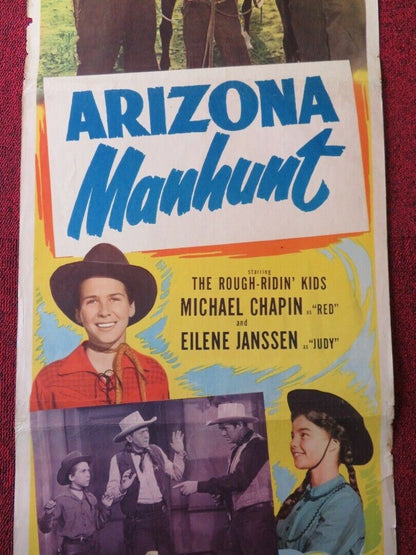 ARIZONA
Manhunt
starring
THE ROUGH-RIDIN' KIDS
MICHAEL CHAPIN as "RED"
and
EILENE JANSSEN as "JUDY"